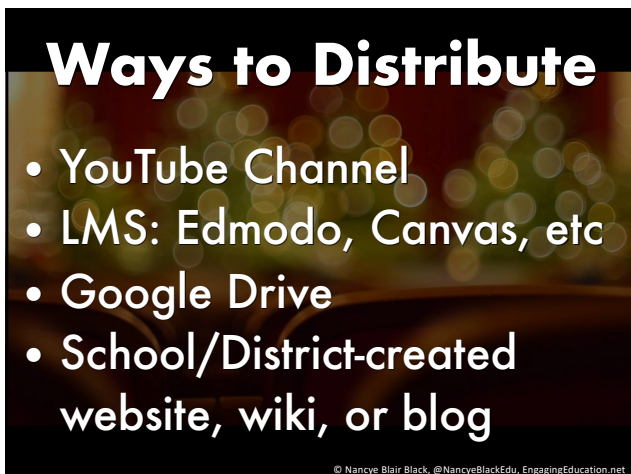 Ways to Distribute
• YouTube Channel
• LMS: Edmodo, Canvas, etc
• Google Drive
• School/District-created
website, wiki, or blog
© Nancye Blair Black, @NancyeBlackEdu, EngagingEducation.net